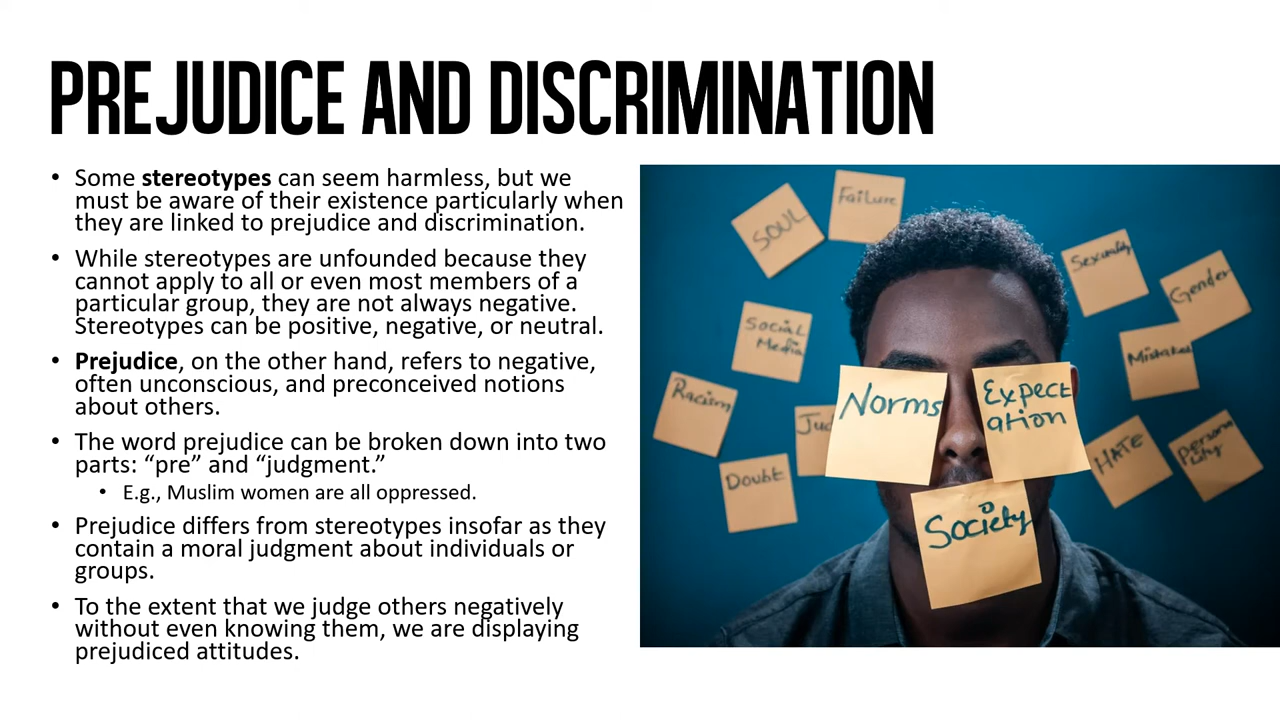 PREJUDICE AND DISCRIMINATION
• Some stereotypes can seem harmless, but we
must be aware of their existence particularly when
they are linked to prejudice and discrimination.
• While stereotypes are unfounded because they
cannot apply to all or even most members of a
particular group, they are not always negative.
Stereotypes can be positive, negative, or neutral.
• Prejudice, on the other hand, refers to negative,
often unconscious, and preconceived notions
about others.
• The word prejudice can be broken down into two
parts: “pre” and “judgment.”
• E.g., Muslim women are all oppressed.
• Prejudice differs from stereotypes insofar as they
contain a moral judgment about individuals or
groups.
• To the extent that we judge others negatively
without even knowing them, we are displaying
prejudiced attitudes.
SOUL
Failure
Sexuality
Gender
Social
Media
Mistakes
Racism
Norms
Expect
ation
HATE
Person
ality
Doubt
Society